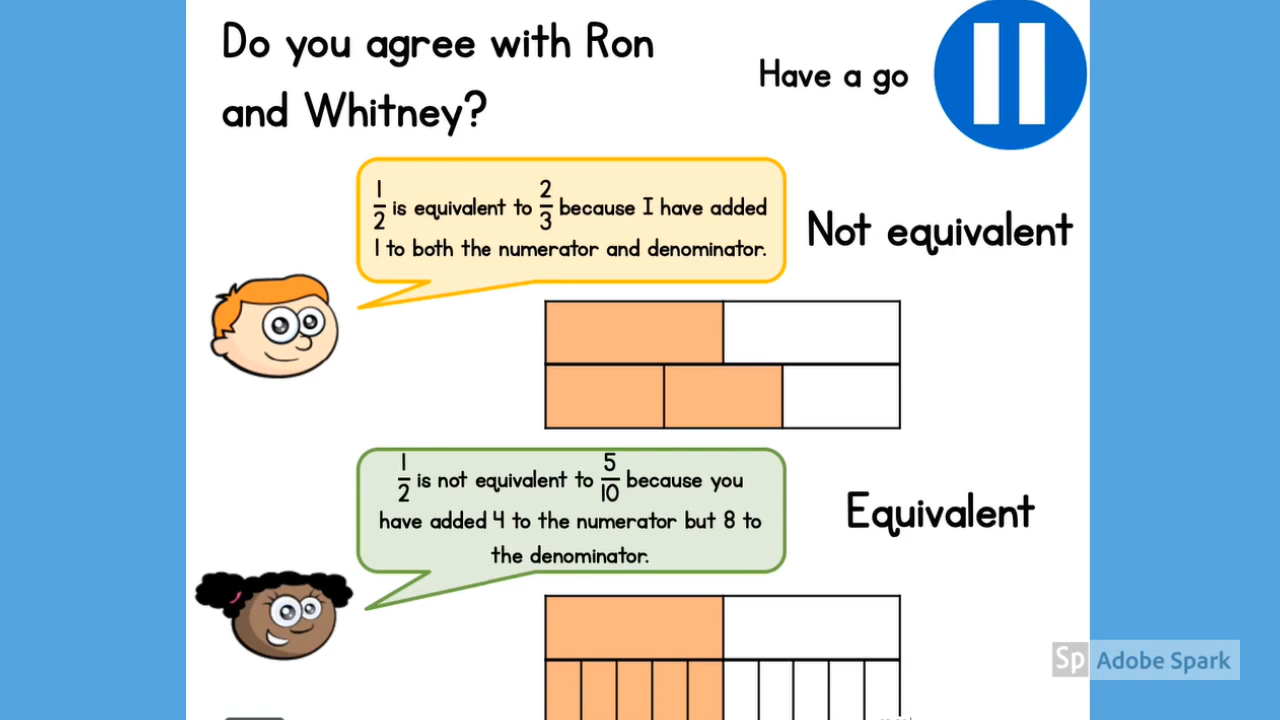 Do you agree with Ron
and Whitney?
Have a go
1/2 is equivalent to 2/3 because I have added
1 to both the numerator and denominator.
Not equivalent
1/2 is not equivalent to 5/10 because you
have added 4 to the numerator but 8 to
the denominator.
Equivalent
Sp Adobe Spark